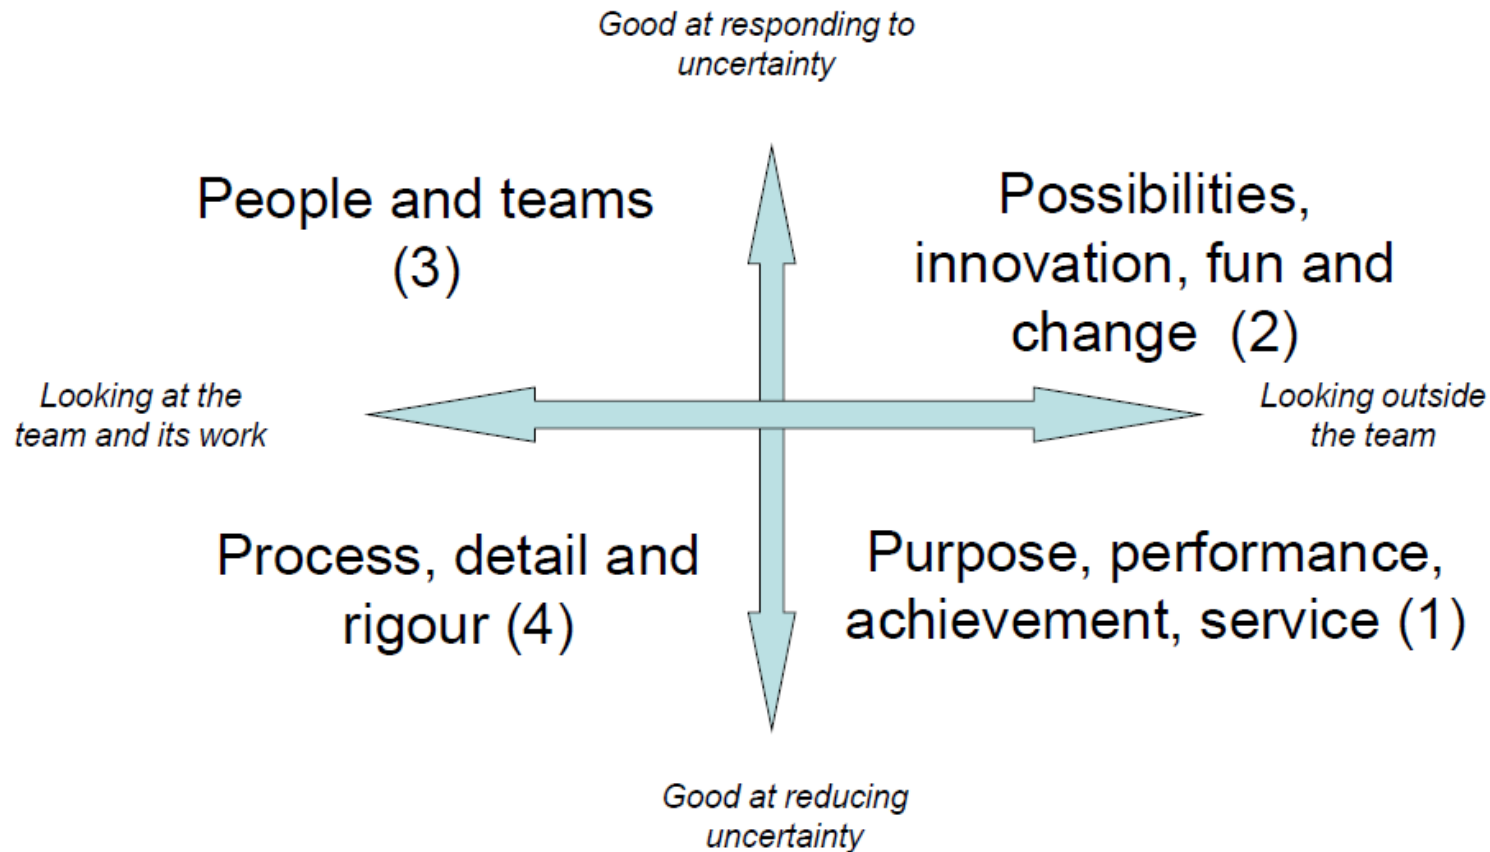 Good at responding to
uncertainty
People and teams
(3)
Possibilities,
innovation, fun and
change (2)
Looking at the
team and its work
Looking outside
the team
Process, detail and
rigour (4)
Purpose, performance,
achievement, service (1)
Good at reducing
uncertainty